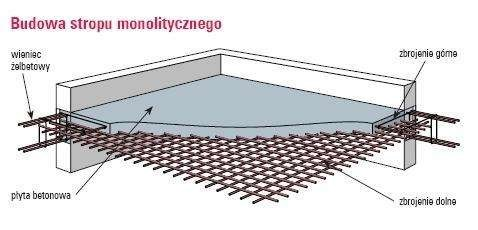 Budowa stropu monolitycznego
wieniec
żelbetowy
zbrojenie górne
płyta betonowa
zbrojenie dolne